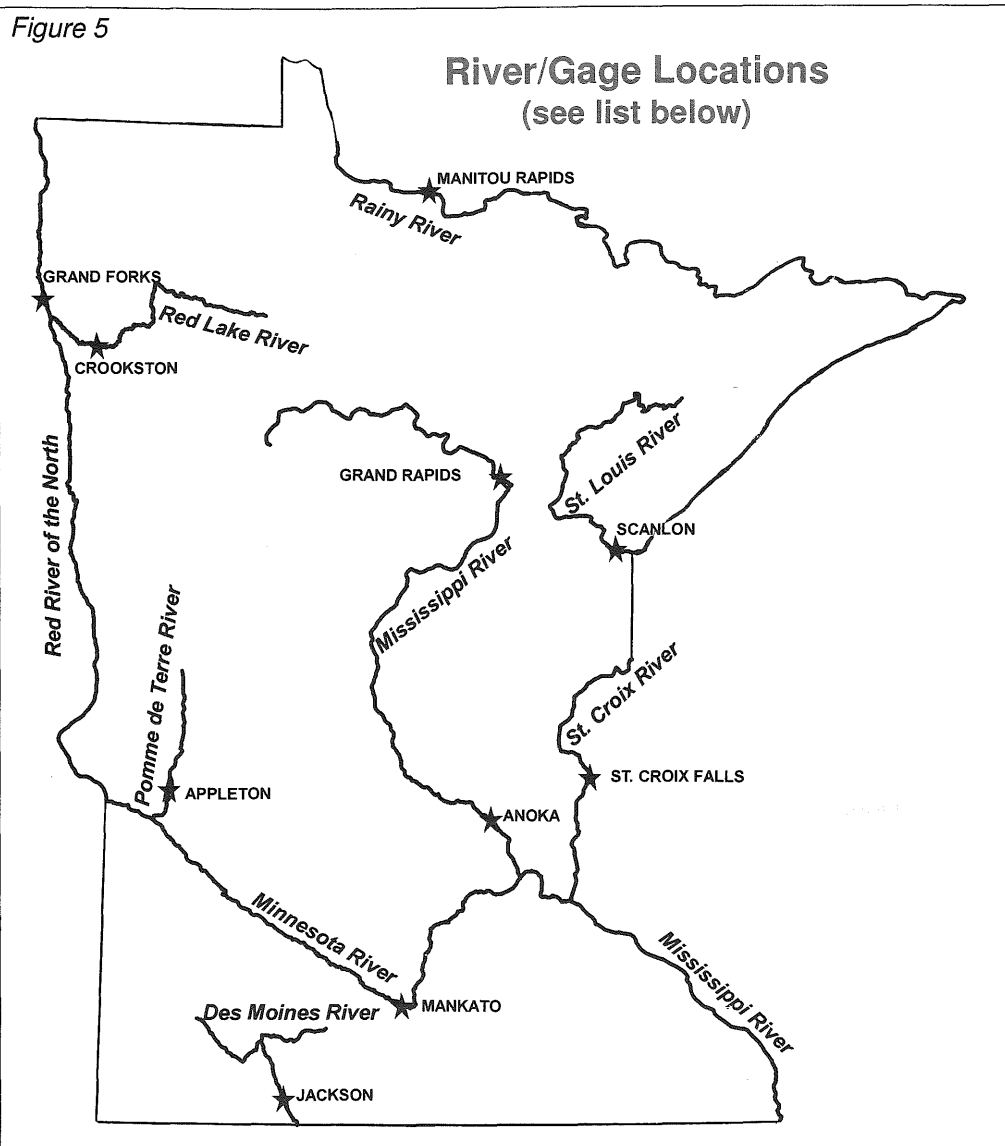 Figure 5
River/Gage Locations
(see list below)
MANITOU RAPIDS
Rainy River
GRAND FORKS
Red Lake River
CROOKSTON
Red River of the North
GRAND RAPIDS
St. Louis River
SCANLON
Mississippi River
Pomme de Terre River
St. Croix River
ST. CROIX FALLS
APPLETON
ANOKA
Minnesota River
Mississippi River
MANKATO
Des Moines River
JACKSON